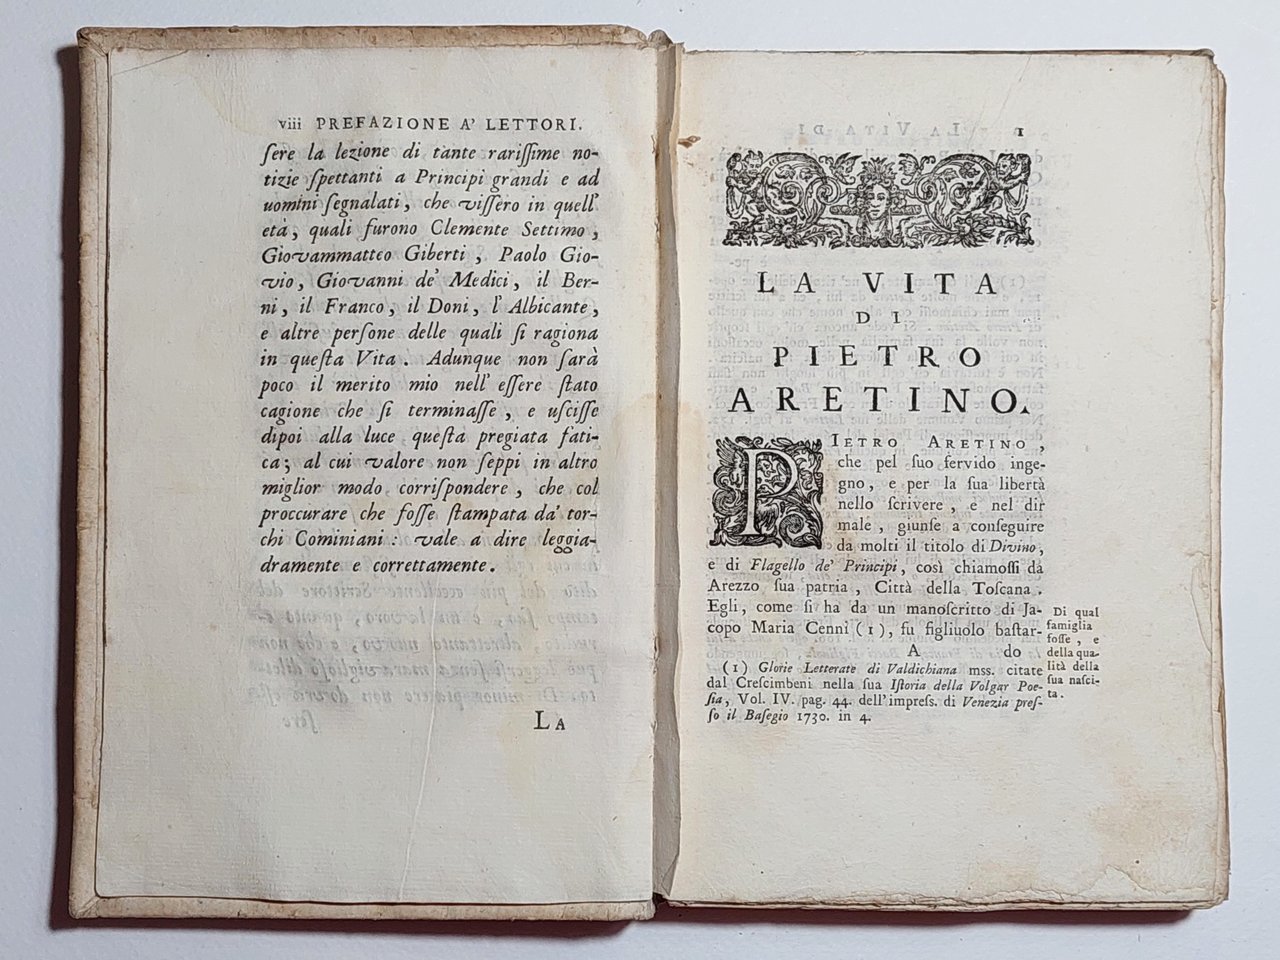 viii PREFAZIONE A' LETTORI.
ſere la lezione di tante rariſſime no-
tizie ſpettanti a Principi grandi e ad
uomini ſegnalati, che viſſero in quell'
età, quali furono Clemente Settimo,
Giovammatteo Giberti, Paolo Gio-
vio, Giovanni de' Medici, il Ber-
ni, il Franco, il Doni, l'Albicante,
e altre perſone delle quali ſi ragiona
in queſta Vita. Adunque non ſarà
poco il merito mio nell' eſſere ſtato
cagione che ſi terminaſſe, e uſciſſe
dipoi alla luce queſta pregiata fati-
ca; al cui valore non ſeppi in altro
miglior modo corriſpondere, che col
proccurare che foſſe ſtampata da' tor-
chi Cominiani: vale a dire leggia-
dramente e correttamente.
LA
1
LA VITA
DI
PIETRO
ARETINO.
PIETRO ARETINO,
che pel ſuo fervido inge-
gno, e per la ſua libertà
nello ſcrivere, e nel dir
male, giunſe a conſeguire
da molti il titolo di Divino,
e di Flagello de' Principi, così chiamoſſi da
Arezzo ſua patria, Città della Toſcana.
Egli, come ſi ha da un manoſcritto di Ja-
copo Maria Cenni (1), fu figliuolo baſtar-
A do
Di qual
famiglia
foſſe, e
della qua-
lità della
ſua naſci-
ta.
(1) Glorie Letterate di Valdichiana mss. citate
dal Creſcimbeni nella ſua Iſtoria della Volgar Poe-
ſia, Vol. IV. pag. 44. dell'impreſs. di Venezia preſ-
ſo il Baſegio 1730. in 4.